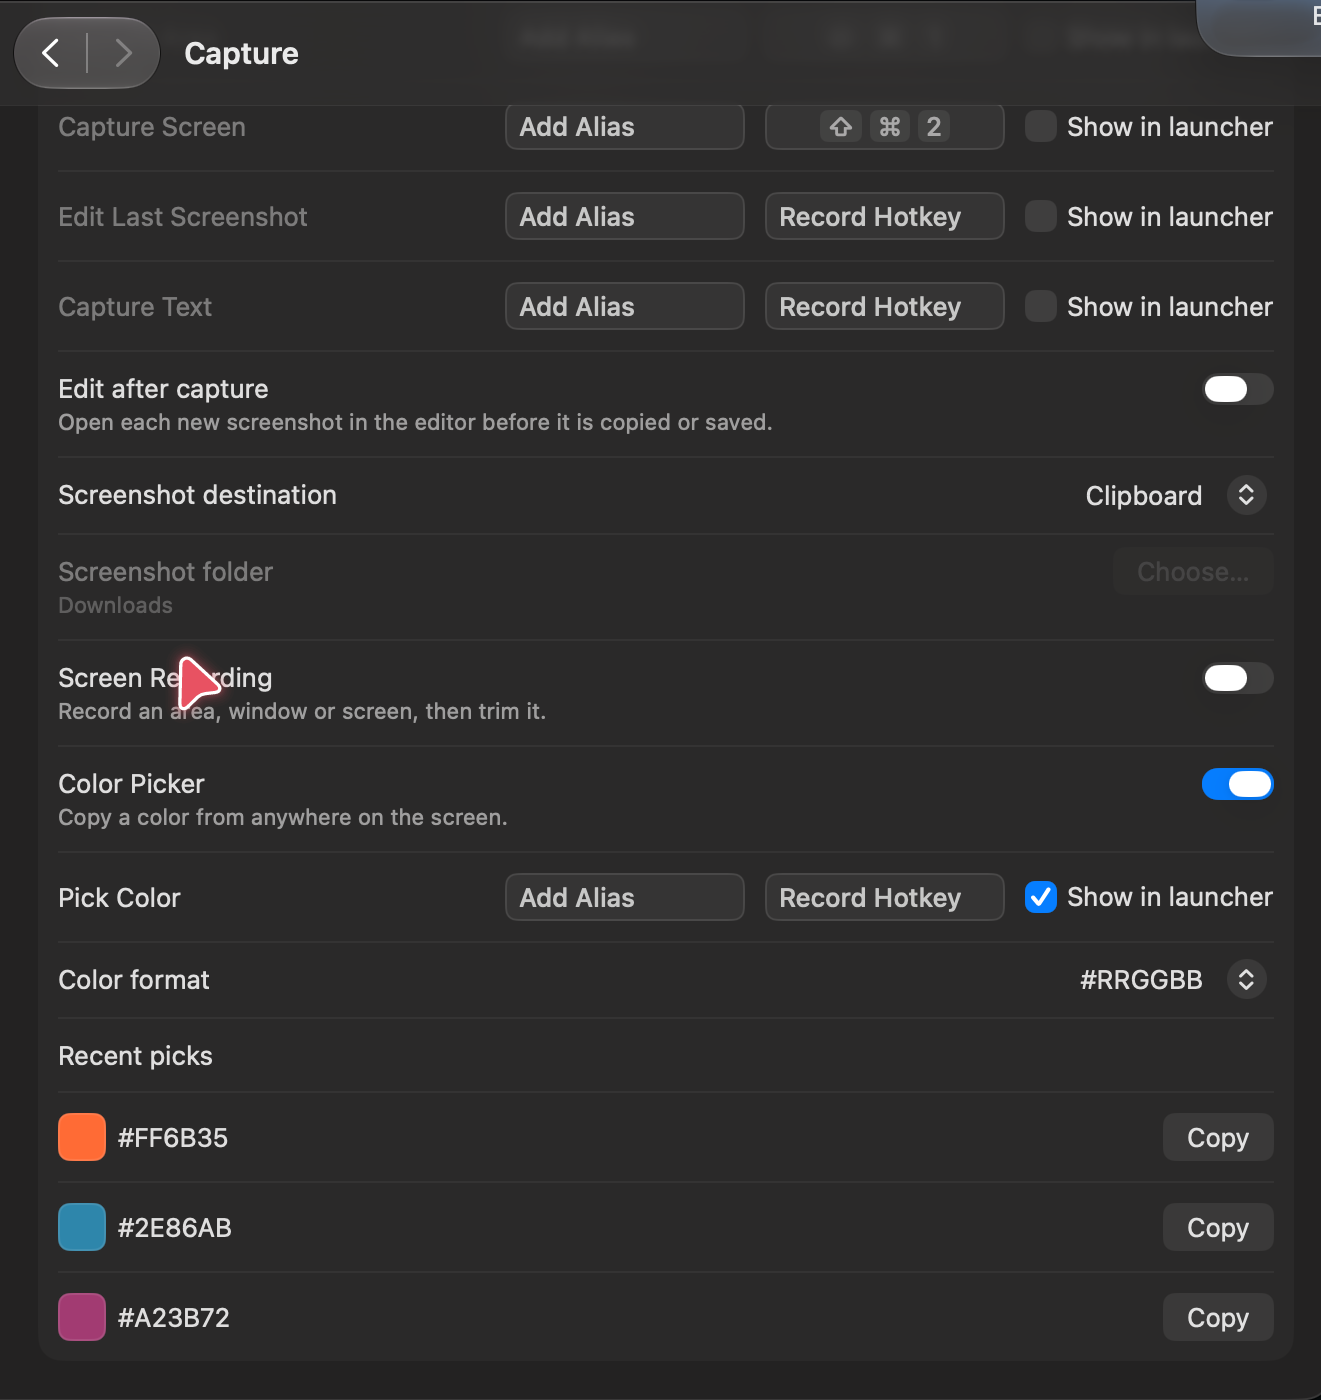 Capture
Capture Screen Add Alias ⇧ ⌘ 2 Show in launcher
Edit Last Screenshot Add Alias Record Hotkey Show in launcher
Capture Text Add Alias Record Hotkey Show in launcher
Edit after capture
Open each new screenshot in the editor before it is copied or saved.
Screenshot destination Clipboard
Screenshot folder Choose...
Downloads
Screen Recording
Record an area, window or screen, then trim it.
Color Picker
Copy a color from anywhere on the screen.
Pick Color Add Alias Record Hotkey Show in launcher
Color format #RRGGBB
Recent picks
#FF6B35 Copy
#2E86AB Copy
#A23B72 Copy